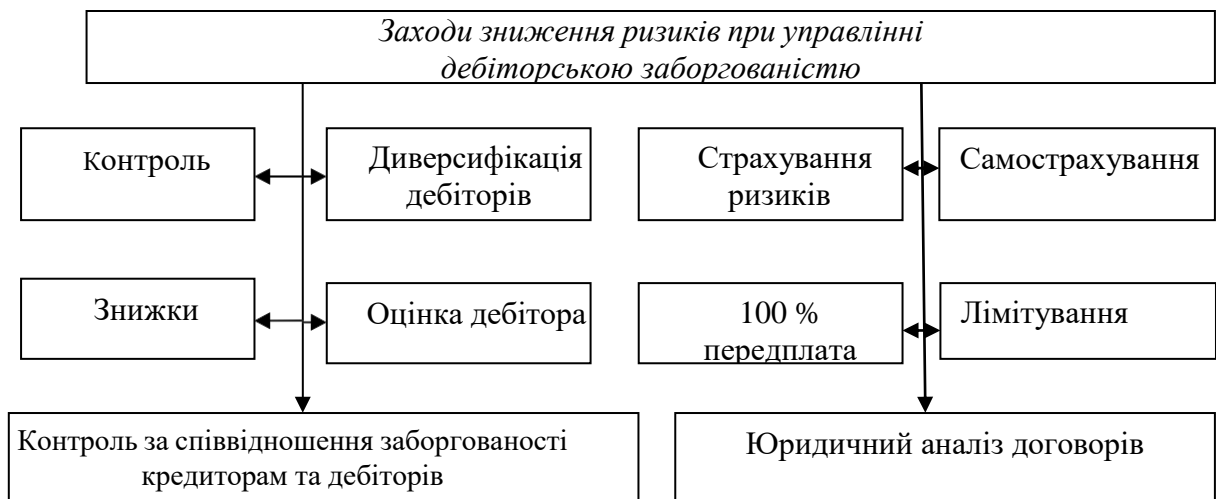 Заходи зниження ризиків при управлінні
дебіторською заборгованістю
Контроль
Диверсифікація
дебіторів
Страхування
ризиків
Самострахування
Знижки
Оцінка дебітора
100 %
передплата
Лімітування
Контроль за співвідношення заборгованості
кредиторам та дебіторів
Юридичний аналіз договорів